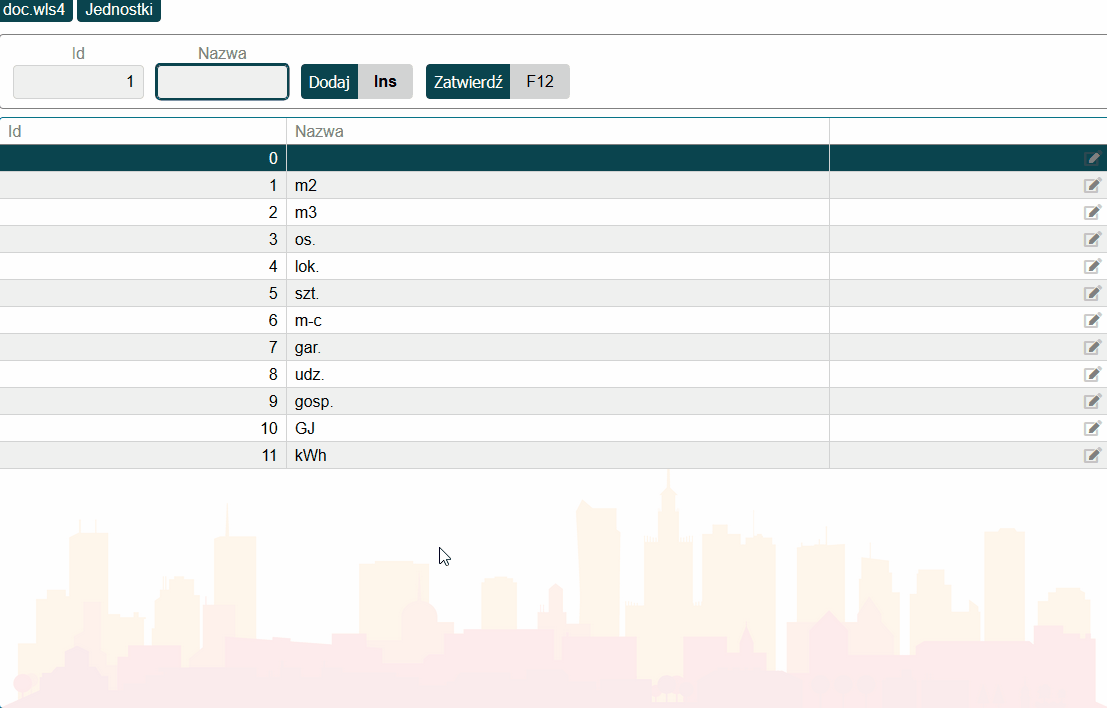 doc.wls4 Jednostki
Id Nazwa
1 Dodaj Ins Zatwierdź F12
Id Nazwa
0
1 m2
2 m3
3 os.
4 lok.
5 szt.
6 m-c
7 gar.
8 udz.
9 gosp.
10 GJ
11 kWh